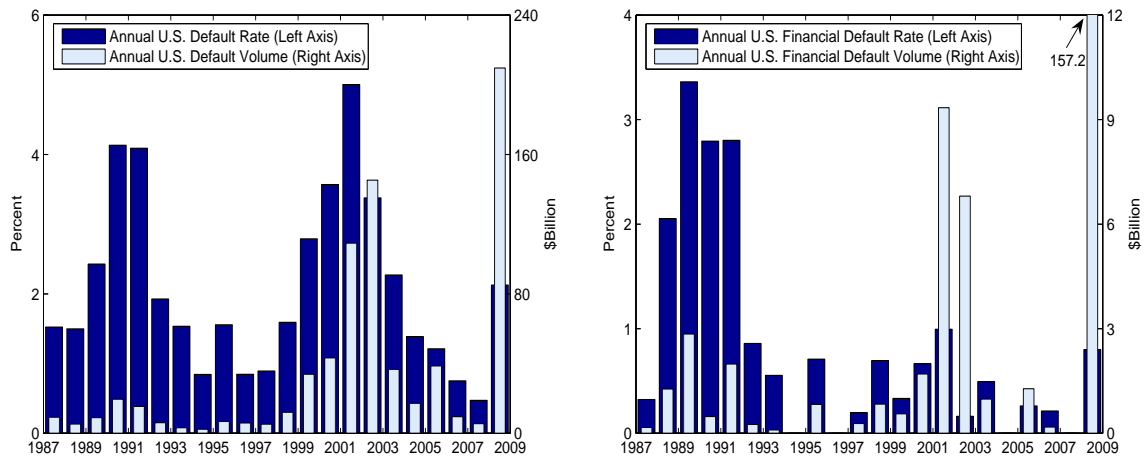 6
240
Annual U.S. Default Rate (Left Axis)
Annual U.S. Default Volume (Right Axis)
4
160
Percent
$Billion
2
80
0
0
1987 1989 1991 1993 1995 1997 1999 2001 2002 2005 2007 2009
4
12
Annual U.S. Financial Default Rate (Left Axis)
Annual U.S. Financial Default Volume (Right Axis)
157.2
3
9
Percent
$Billion
2
6
1
3
0
0
1987 1989 1991 1993 1995 1997 1999 2001 2002 2005 2007 2009